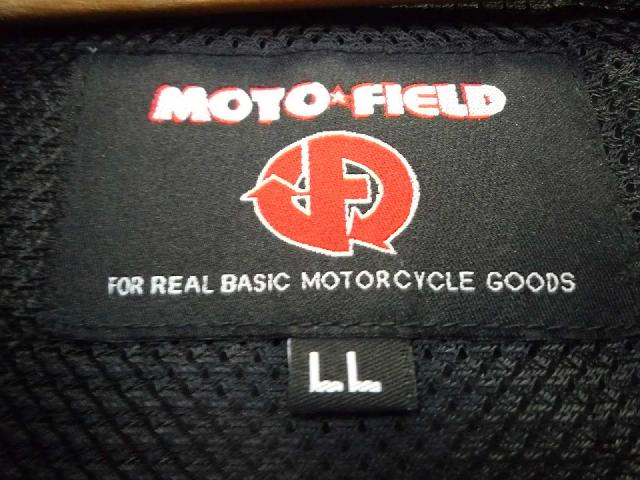 MOTO★FIELD
FOR REAL BASIC MOTORCYCLE GOODS
LL